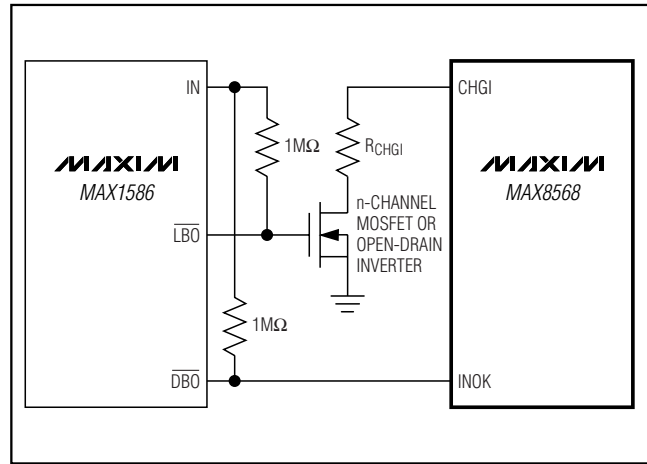 IN
CHGI
1MΩ
RCHGI
MAXIM
MAX1586
MAXIM
MAX8568
n-CHANNEL
MOSFET OR
OPEN-DRAIN
INVERTER
LBO
1MΩ
DBO
INOK